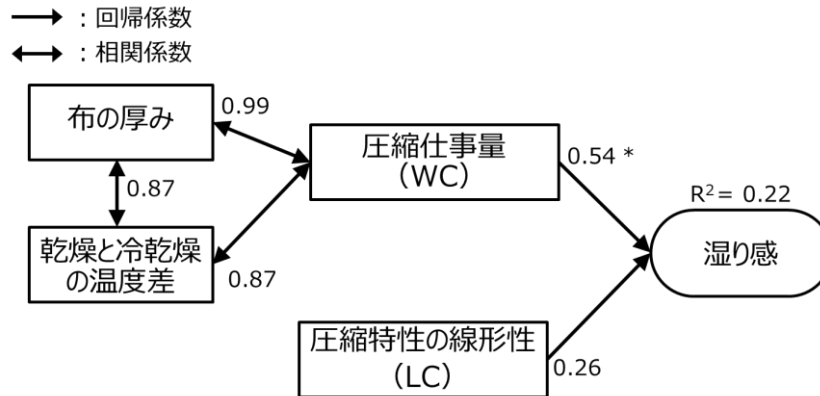 ：回帰係数
：相関係数
布の厚み
0.99
圧縮仕事量
（WC）
0.54 *
0.87
R²= 0.22
乾燥と冷乾燥
の温度差
0.87
湿り感
圧縮特性の線形性
（LC）
0.26